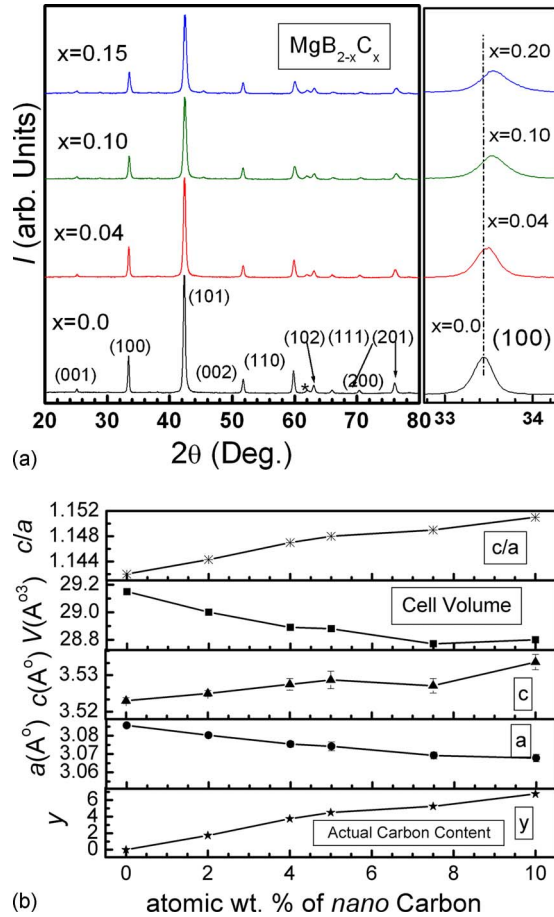 MgB2-xCx
x=0.15
x=0.10
x=0.04
x=0.0
(001)
(100)
(101)
(002)
(110)
*
(102)
(111)
(200)
(201)
20 30 40 50 60 70 80
2θ (Deg.)
I (arb. Units)
x=0.20
x=0.10
x=0.04
x=0.0
(100)
33 34
(a)
1.152
1.148
1.144
c/a
c/a
29.2
29.0
28.8
V(A°3)
Cell Volume
3.53
3.52
c(A°)
c
3.08
3.07
3.06
a(A°)
a
6
4
2
0
y
Actual Carbon Content
y
0 2 4 6 8 10
atomic wt. % of nano Carbon
(b)